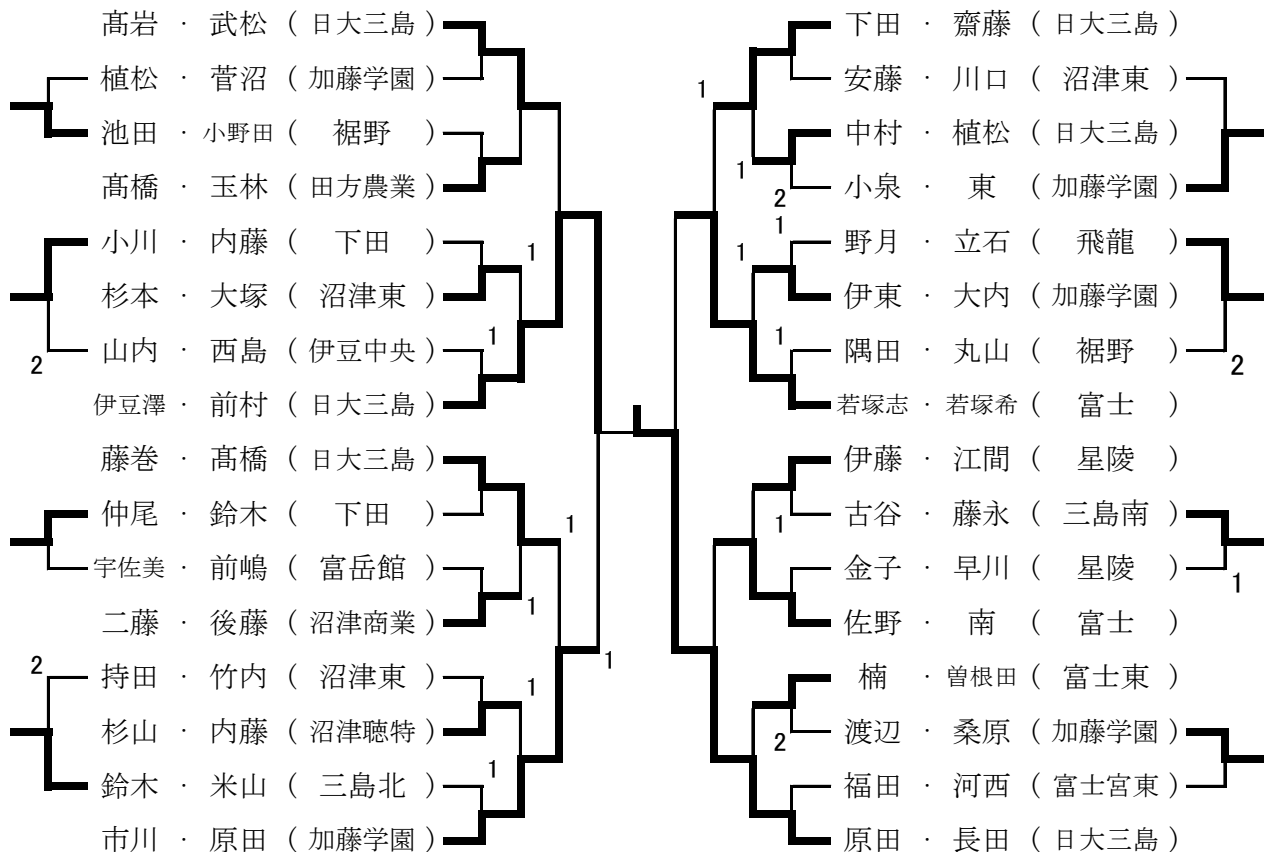 髙岩 · 武松 ( 日大三島 )
植松 · 菅沼 ( 加藤学園 )
池田 · 小野田 ( 裾野 )
髙橋 · 玉林 ( 田方農業 )
小川 · 内藤 ( 下田 )
1
杉本 · 大塚 ( 沼津東 )
1
山内 · 西島 ( 伊豆中央 )
2
伊豆澤 · 前村 ( 日大三島 )
藤巻 · 髙橋 ( 日大三島 )
仲尾 · 鈴木 ( 下田 )
1
宇佐美 · 前嶋 ( 富岳館 )
1
二藤 · 後藤 ( 沼津商業 )
2
1
持田 · 竹内 ( 沼津東 )
1
杉山 · 内藤 ( 沼津聴特 )
1
鈴木 · 米山 ( 三島北 )
市川 · 原田 ( 加藤学園 )
下田 · 齋藤 ( 日大三島 )
安藤 · 川口 ( 沼津東 )
1
中村 · 植松 ( 日大三島 )
1
小泉 · 東 ( 加藤学園 )
2
1
野月 · 立石 ( 飛龍 )
1
伊東 · 大内 ( 加藤学園 )
1
隅田 · 丸山 ( 裾野 )
2
若塚志 · 若塚希 ( 富士 )
伊藤 · 江間 ( 星陵 )
古谷 · 藤永 ( 三島南 )
1
金子 · 早川 ( 星陵 )
1
佐野 · 南 ( 富士 )
楠 · 曽根田 ( 富士東 )
渡辺 · 桑原 ( 加藤学園 )
2
福田 · 河西 ( 富士宮東 )
原田 · 長田 ( 日大三島 )